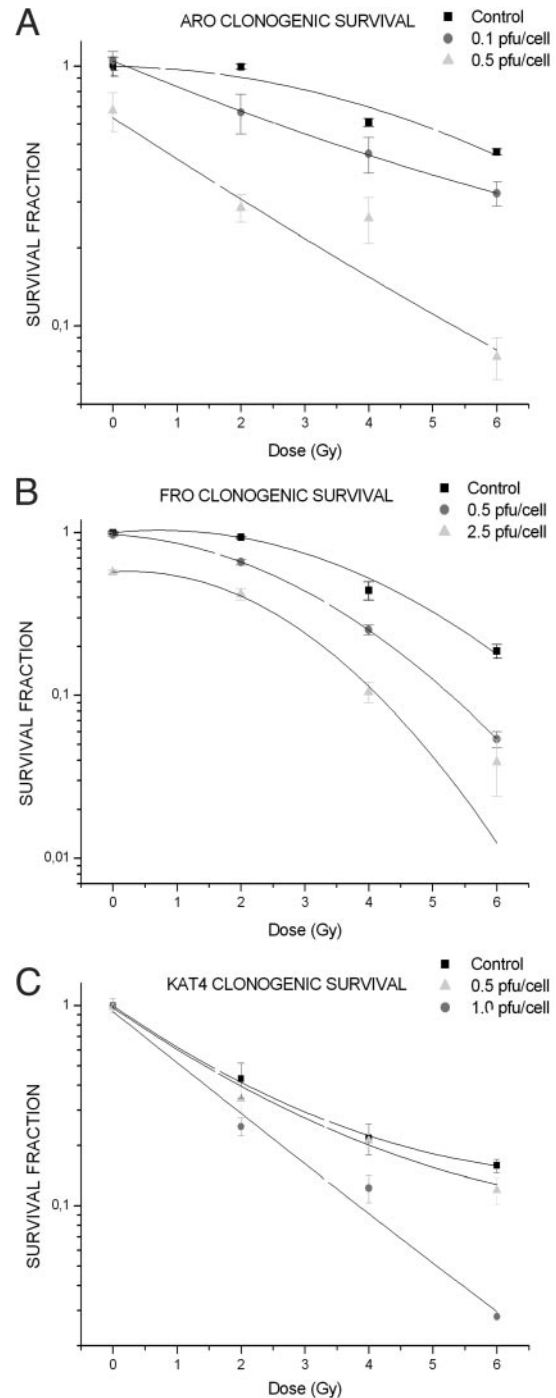 A
ARO CLONOGENIC SURVIVAL
Control
0.1 pfu/cell
0.5 pfu/cell
SURVIVAL FRACTION
1
0,1
0 1 2 3 4 5 6
Dose (Gy)
B
FRO CLONOGENIC SURVIVAL
Control
0.5 pfu/cell
2.5 pfu/cell
SURVIVAL FRACTION
1
0,1
0,01
0 1 2 3 4 5 6
Dose (Gy)
C
KAT4 CLONOGENIC SURVIVAL
Control
0.5 pfu/cell
1.0 pfu/cell
SURVIVAL FRACTION
1
0,1
0 1 2 3 4 5 6
Dose (Gy)